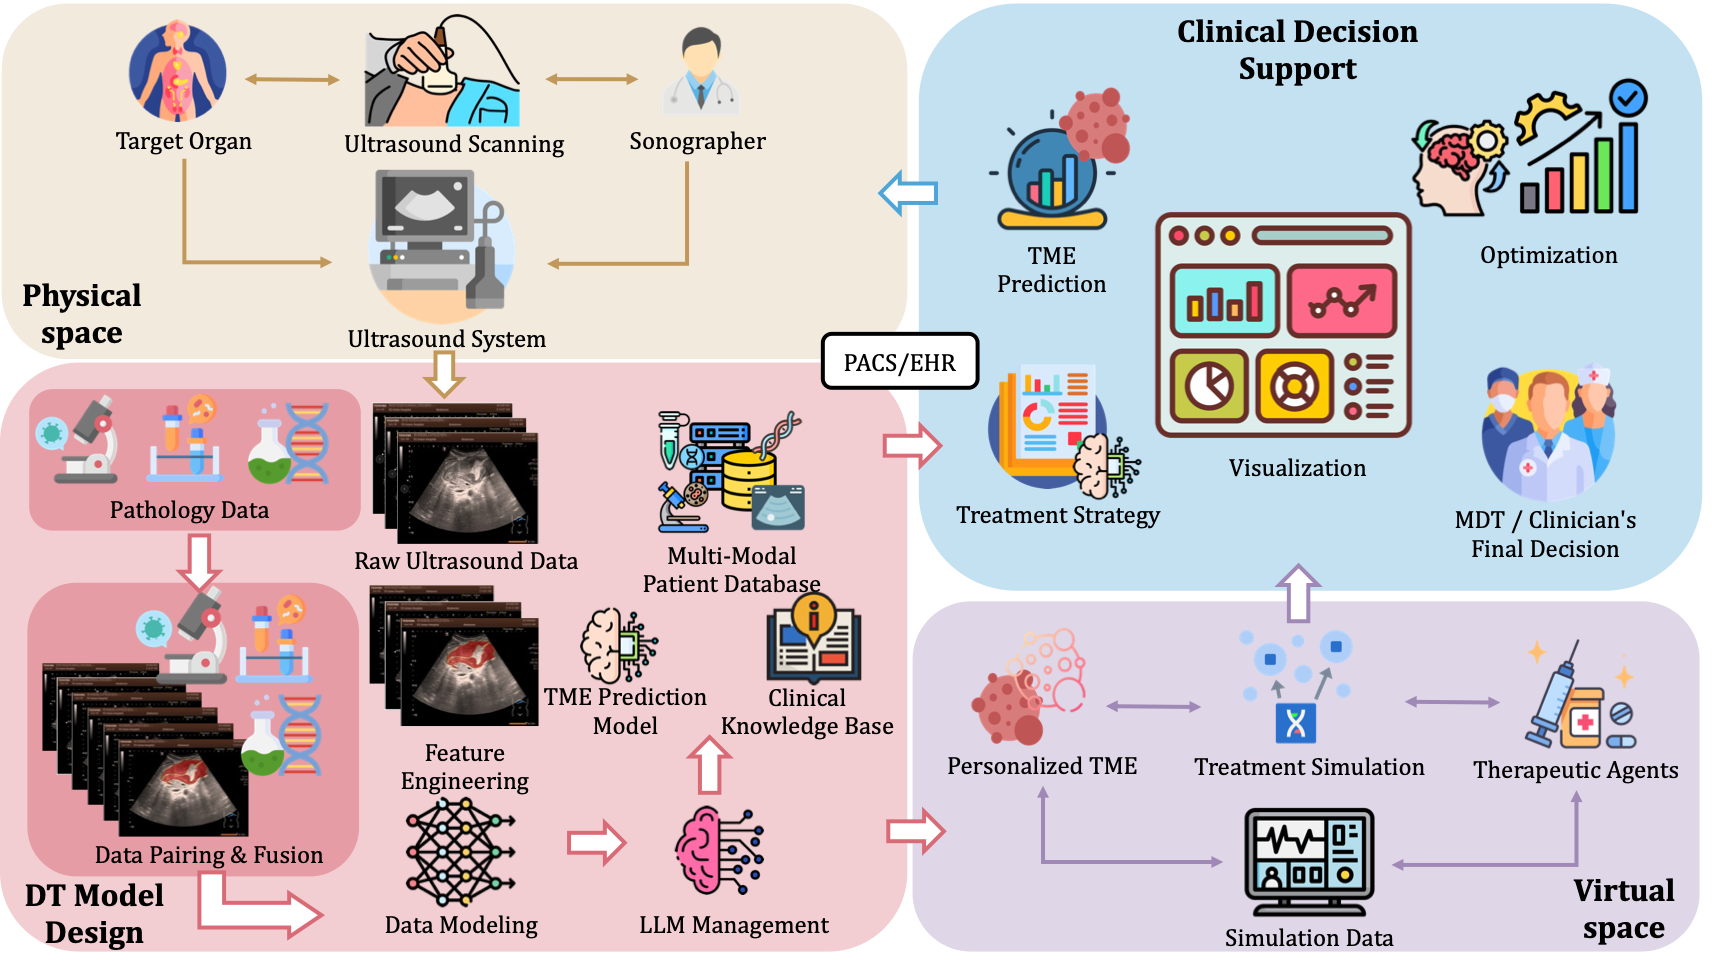 Target Organ
Ultrasound Scanning
Sonographer
Ultrasound System
Physical
space
PACS/EHR
Clinical Decision
Support
TME
Prediction
Optimization
Visualization
Treatment Strategy
MDT / Clinician's
Final Decision
Pathology Data
Raw Ultrasound Data
Multi-Modal
Patient Database
TME Prediction
Model
Clinical
Knowledge Base
Feature
Engineering
Data Pairing & Fusion
DT Model
Design
Data Modeling
LLM Management
Personalized TME
Treatment Simulation
Therapeutic Agents
Simulation Data
Virtual
space